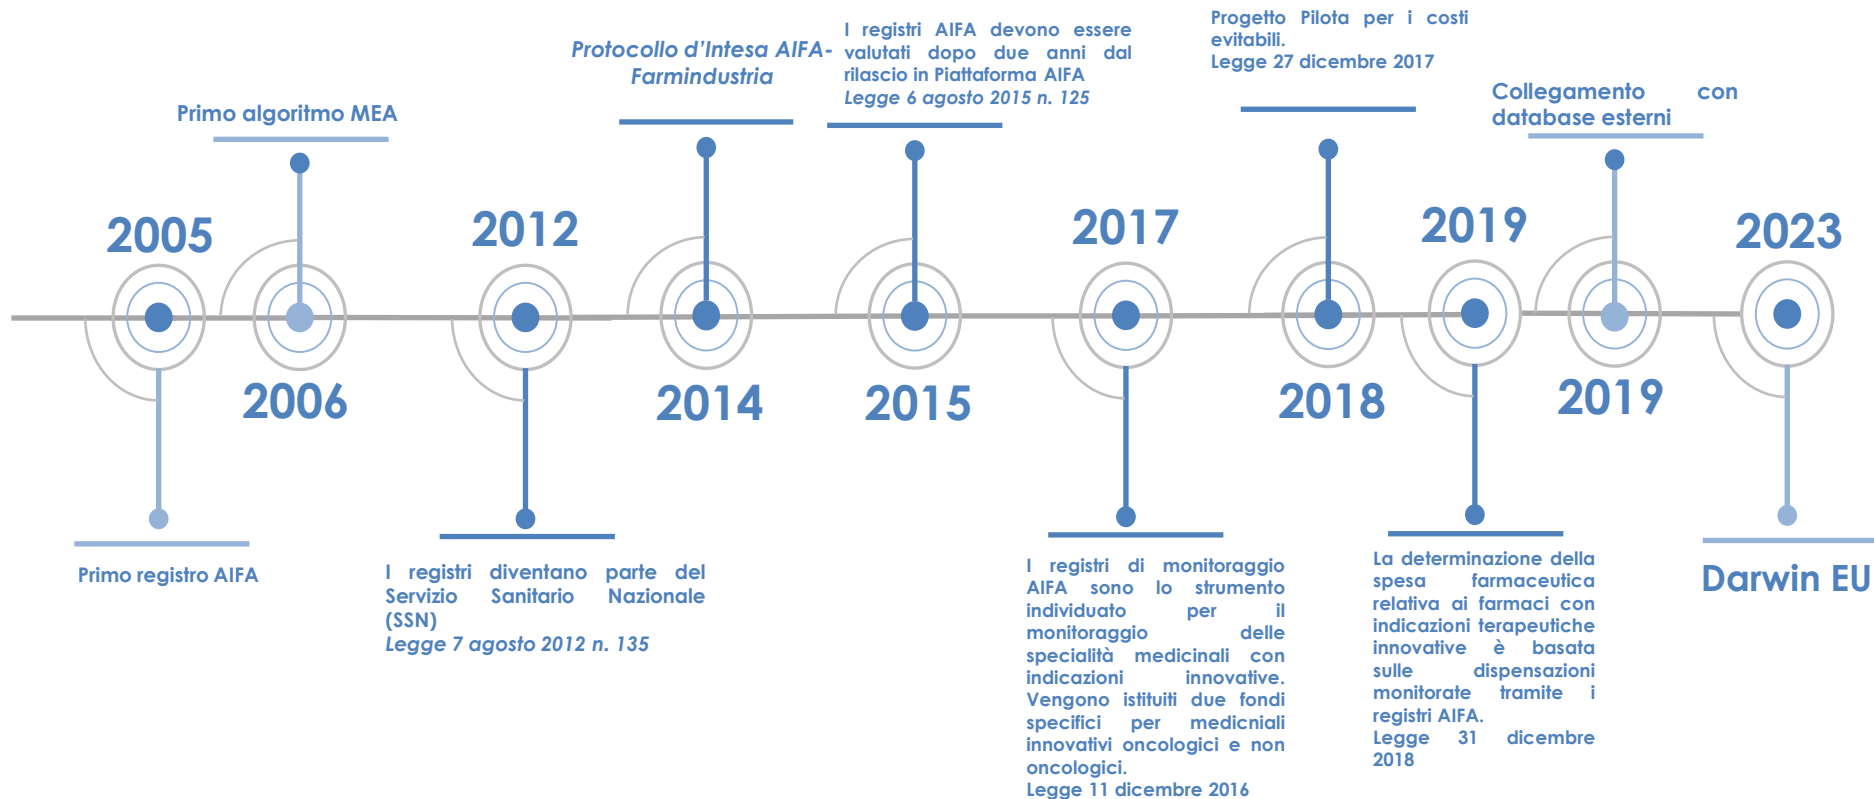 2005
Primo registro AIFA
Primo algoritmo MEA
2006
2012
I registri diventano parte del
Servizio Sanitario Nazionale
(SSN)
Legge 7 agosto 2012 n. 135
Protocollo d’Intesa AIFA-
Farmindustria
2014
I registri AIFA devono essere
valutati dopo due anni dal
rilascio in Piattaforma AIFA
Legge 6 agosto 2015 n. 125
2015
2017
I registri di monitoraggio
AIFA sono lo strumento
individuato per il
monitoraggio delle
specialità medicinali con
indicazioni innovative.
Vengono istituiti due fondi
specifici per medicniali
innovativi oncologici e non
oncologici.
Legge 11 dicembre 2016
Progetto Pilota per i costi
evitabili.
Legge 27 dicembre 2017
2018
2019
La determinazione della
spesa farmaceutica
relativa ai farmaci con
indicazioni terapeutiche
innovative è basata
sulle dispensazioni
monitorate tramite i
registri AIFA.
Legge 31 dicembre
2018
Collegamento con
database esterni
2019
2023
Darwin EU